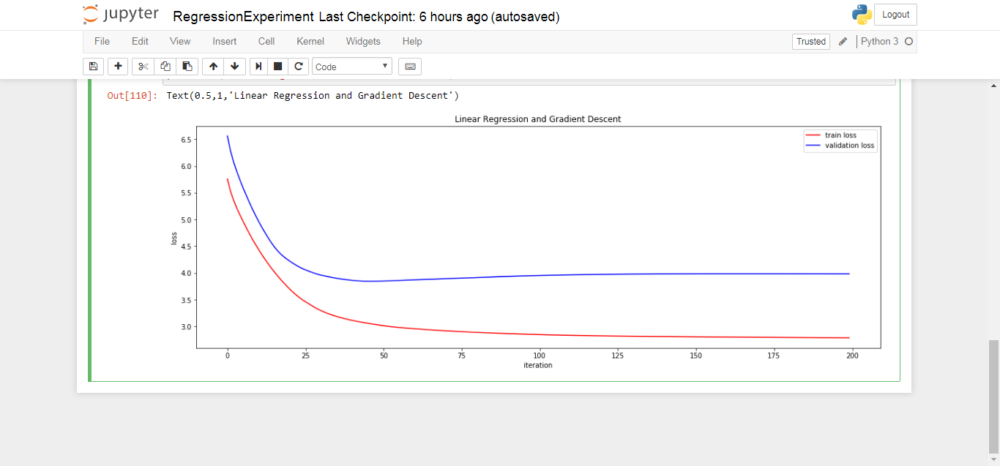 jupyter RegressionExperiment Last Checkpoint: 6 hours ago (autosaved) Logout
File Edit View Insert Cell Kernel Widgets Help Trusted Python 3
Code
Out[110]: Text(0.5,1,'Linear Regression and Gradient Descent')
Linear Regression and Gradient Descent
train loss
validation loss
6.5
6.0
5.5
5.0
4.5
4.0
3.5
3.0
loss
0 25 50 75 100 125 150 175 200
iteration